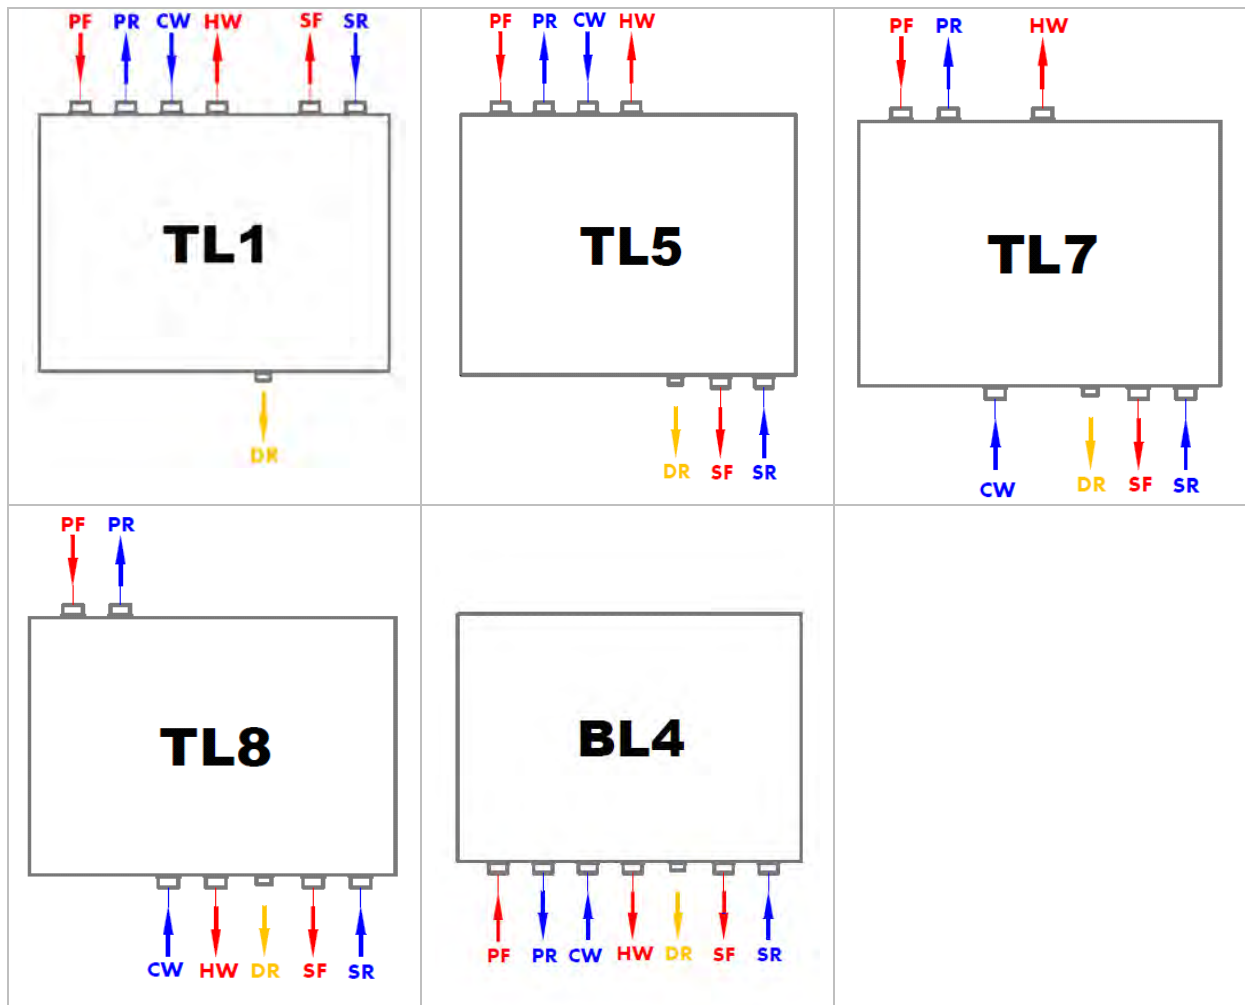 PF PR CW HW SF SR
TL1
DR
PF PR CW HW
TL5
DR SF SR
PF PR HW
TL7
CW DR SF SR
PF PR
TL8
CW HW DR SF SR
BL4
PF PR CW HW DR SF SR